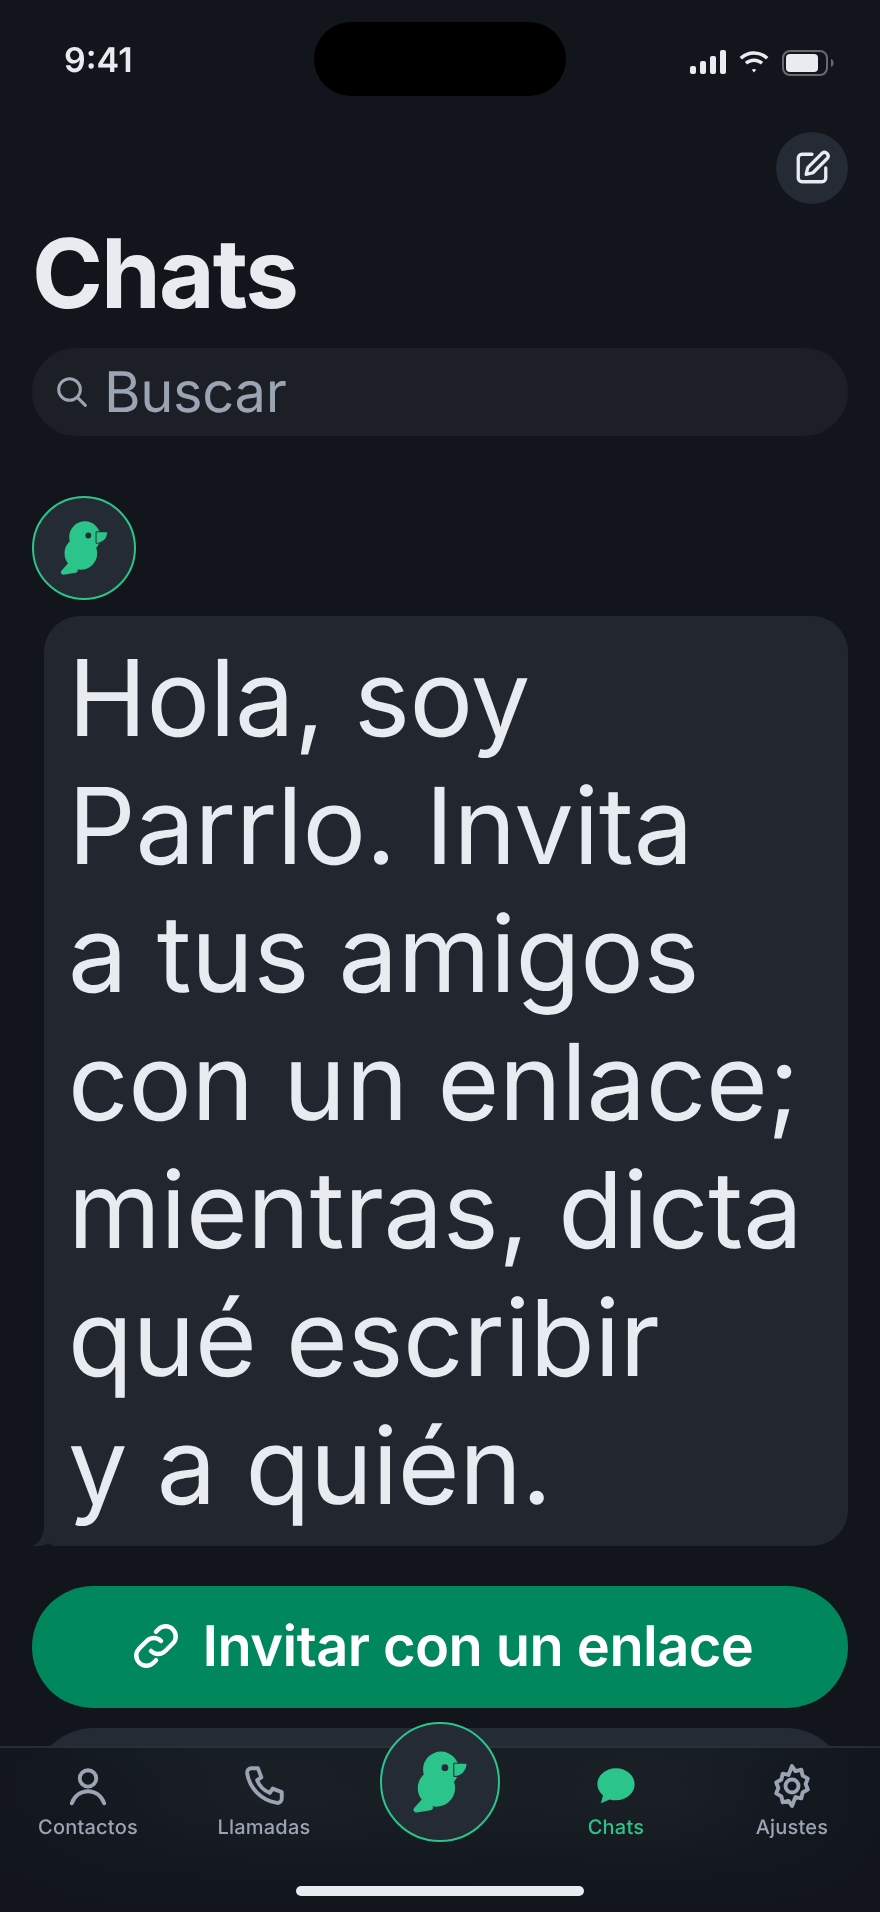 9:41
Chats
Buscar
Hola, soy
Parrlo. Invita
a tus amigos
con un enlace;
mientras, dicta
qué escribir
y a quién.
Invitar con un enlace
Contactos
Llamadas
Chats
Ajustes